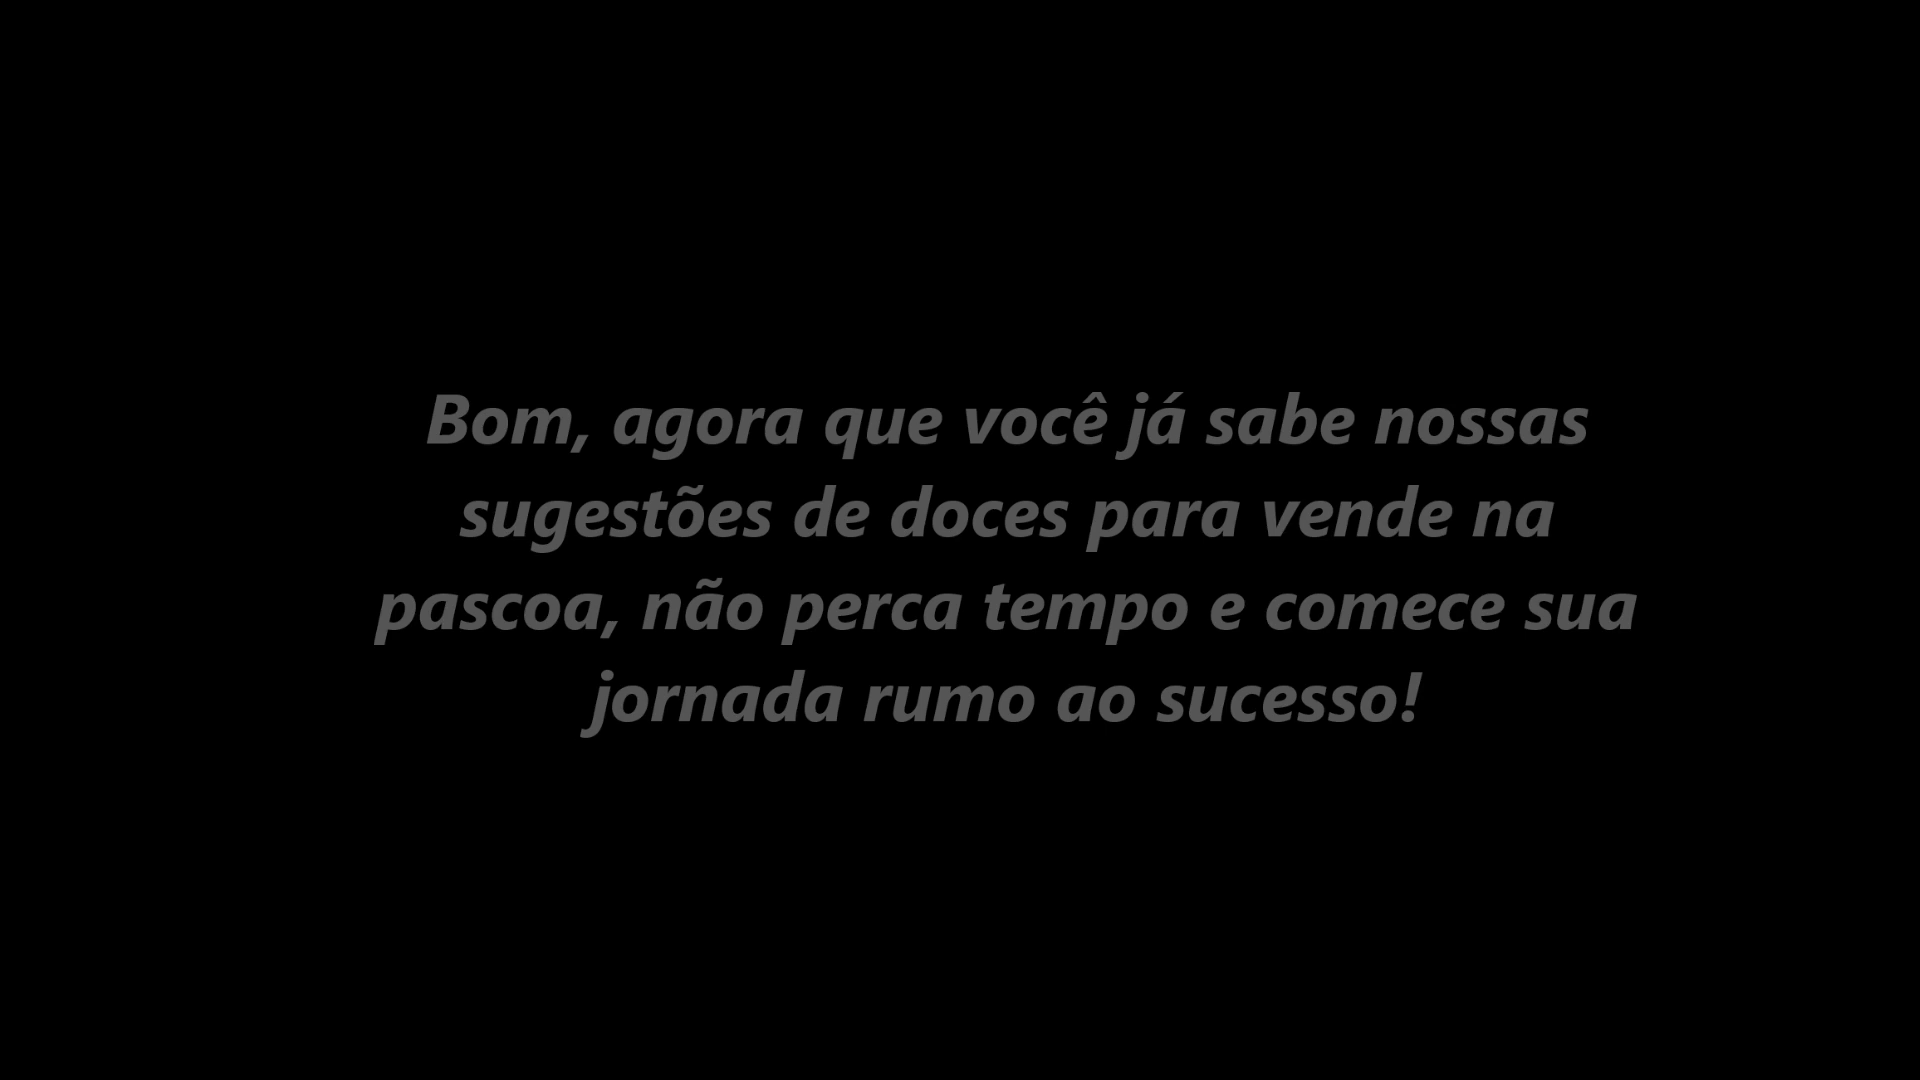 Bom, agora que você já sabe nossas
sugestões de doces para vende na
pascoa, não perca tempo e comece sua
jornada rumo ao sucesso!